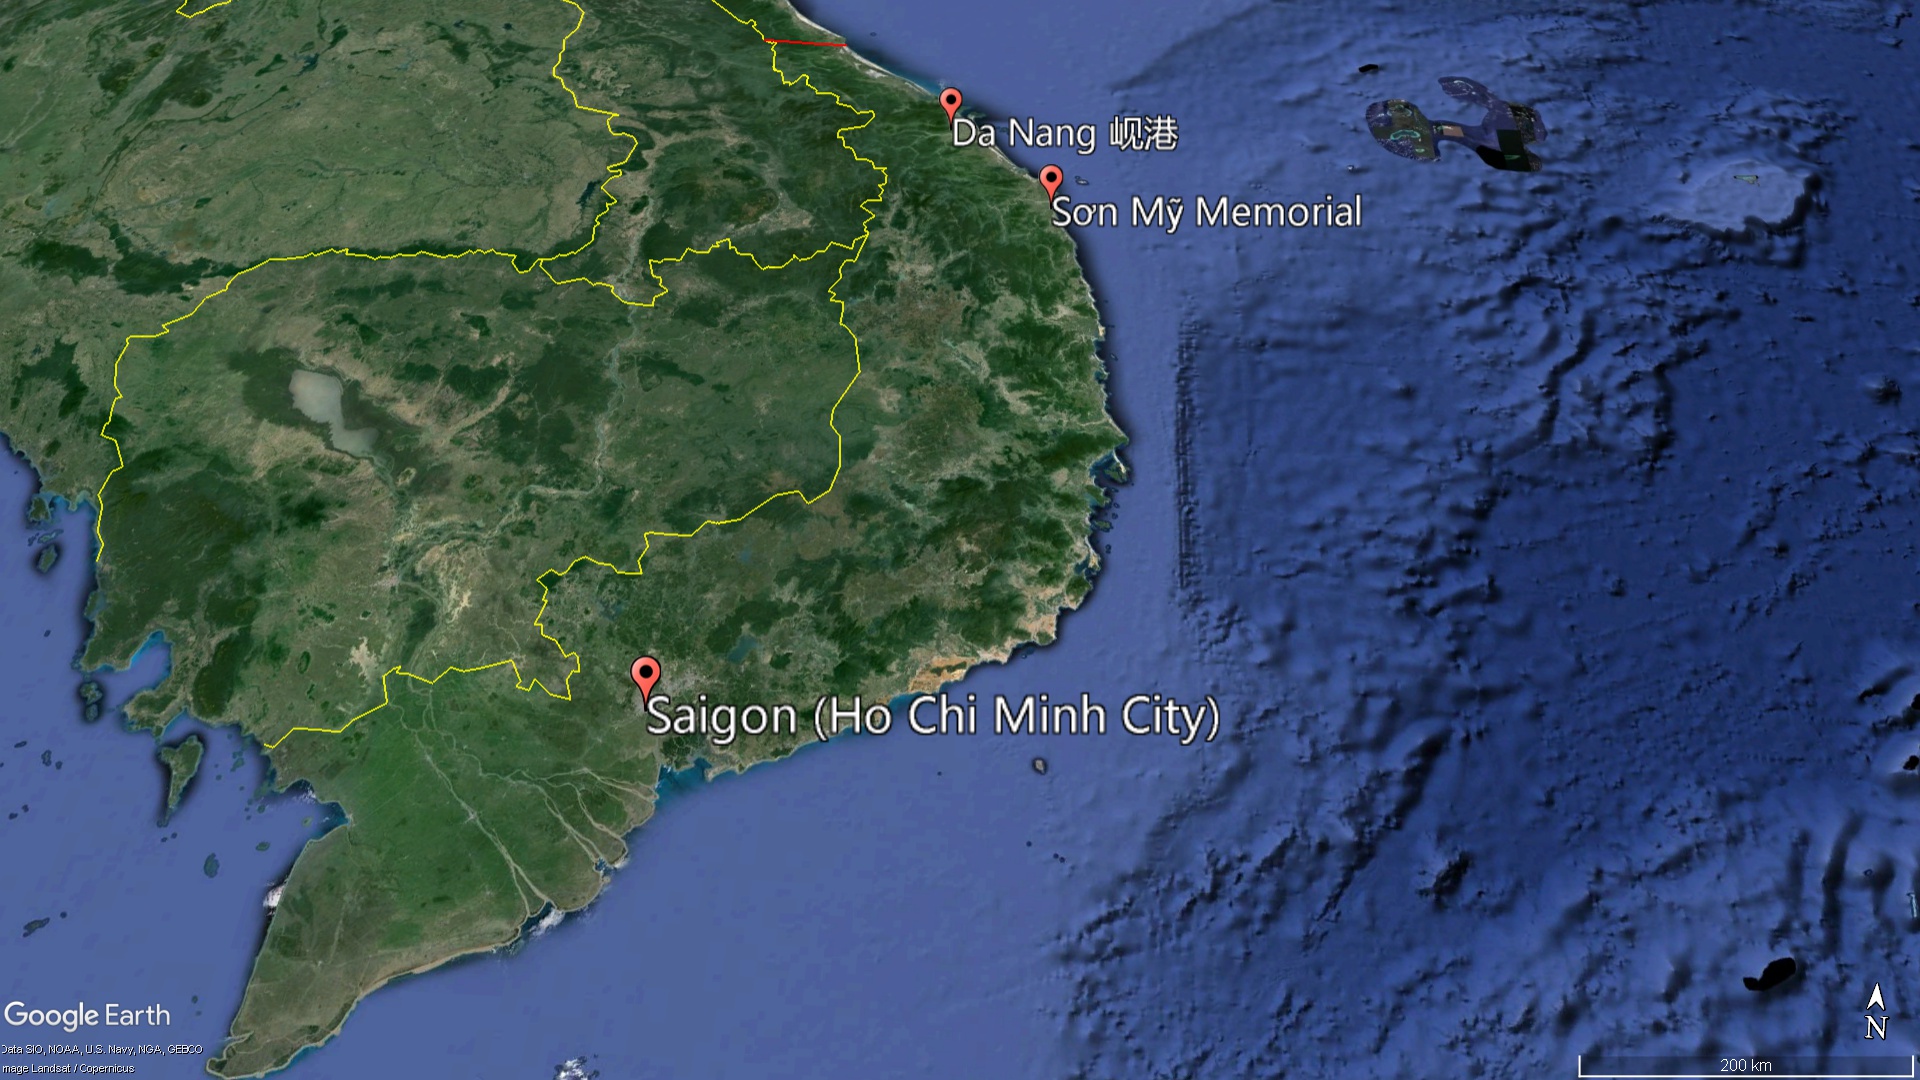 Da Nang 岘港
Sơn Mỹ Memorial
Saigon (Ho Chi Minh City)
Google Earth
Data SIO, NOAA, U.S. Navy, NGA, GEBCO
mage Landsat / Copernicus
N
200 km